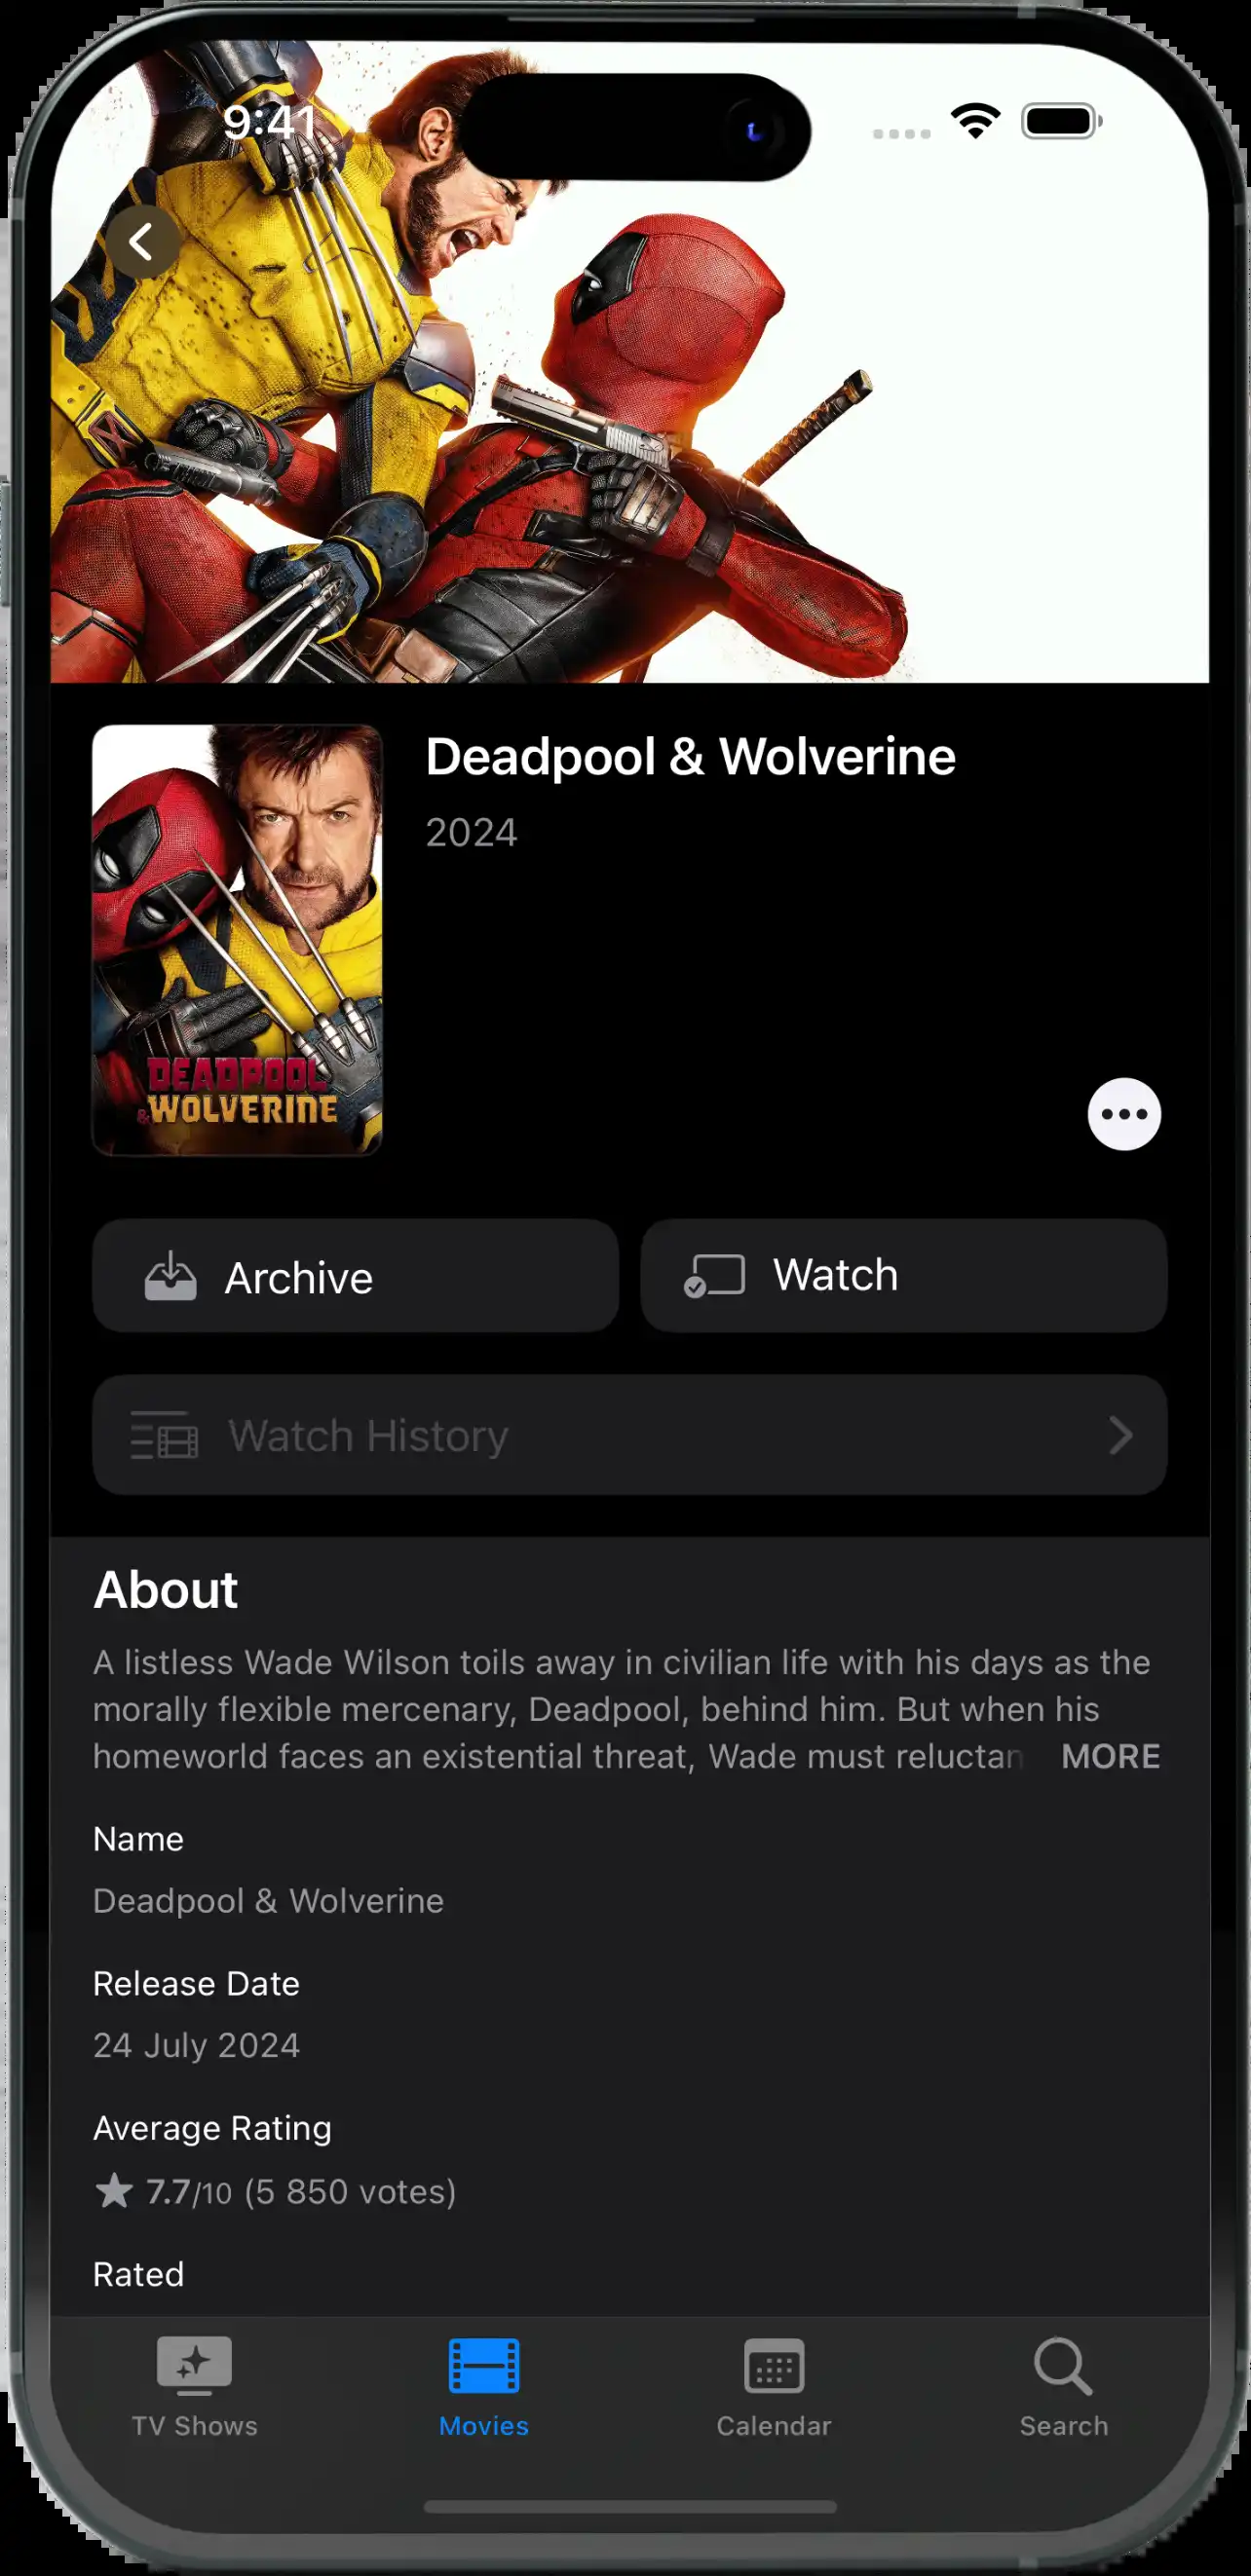 9:41
Deadpool & Wolverine
2024
DEADPOOL
& WOLVERINE
Archive
Watch
Watch History
About
A listless Wade Wilson toils away in civilian life with his days as the
morally flexible mercenary, Deadpool, behind him. But when his
homeworld faces an existential threat, Wade must reluctan MORE
Name
Deadpool & Wolverine
Release Date
24 July 2024
Average Rating
7.7/10 (5 850 votes)
Rated
TV Shows
Movies
Calendar
Search